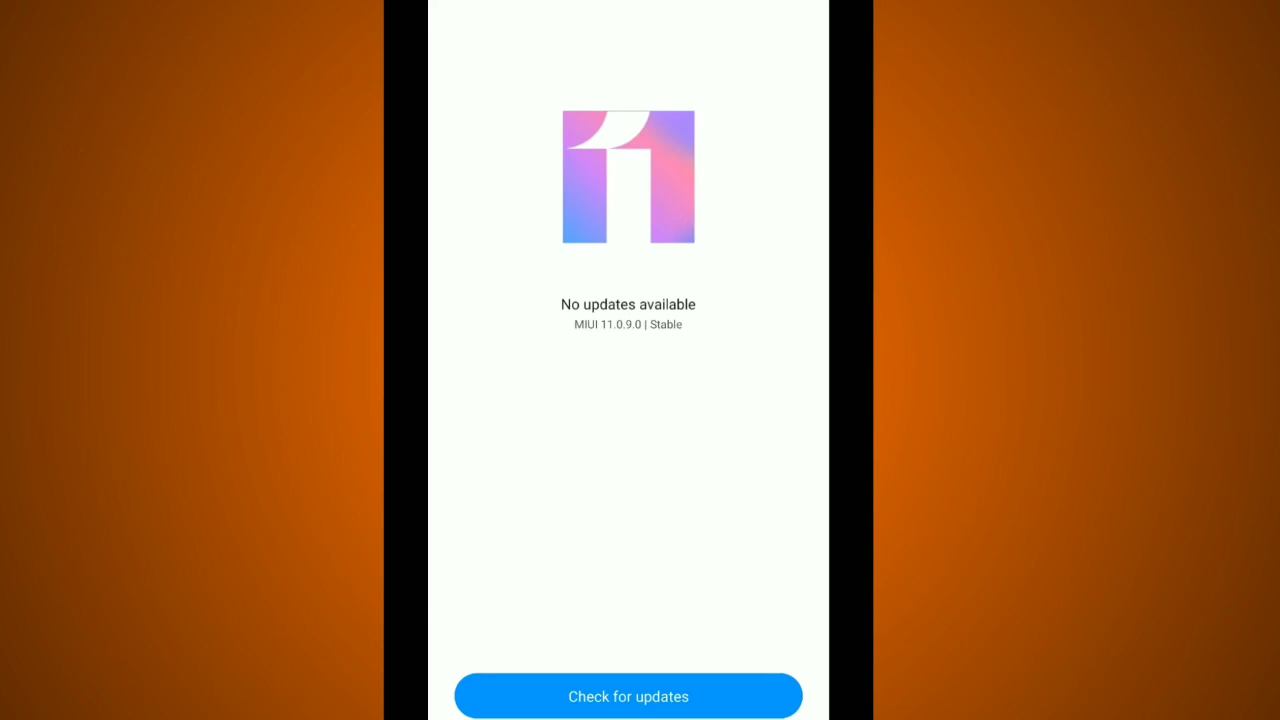 No updates available
MIUI 11.0.9.0 | Stable
Check for updates